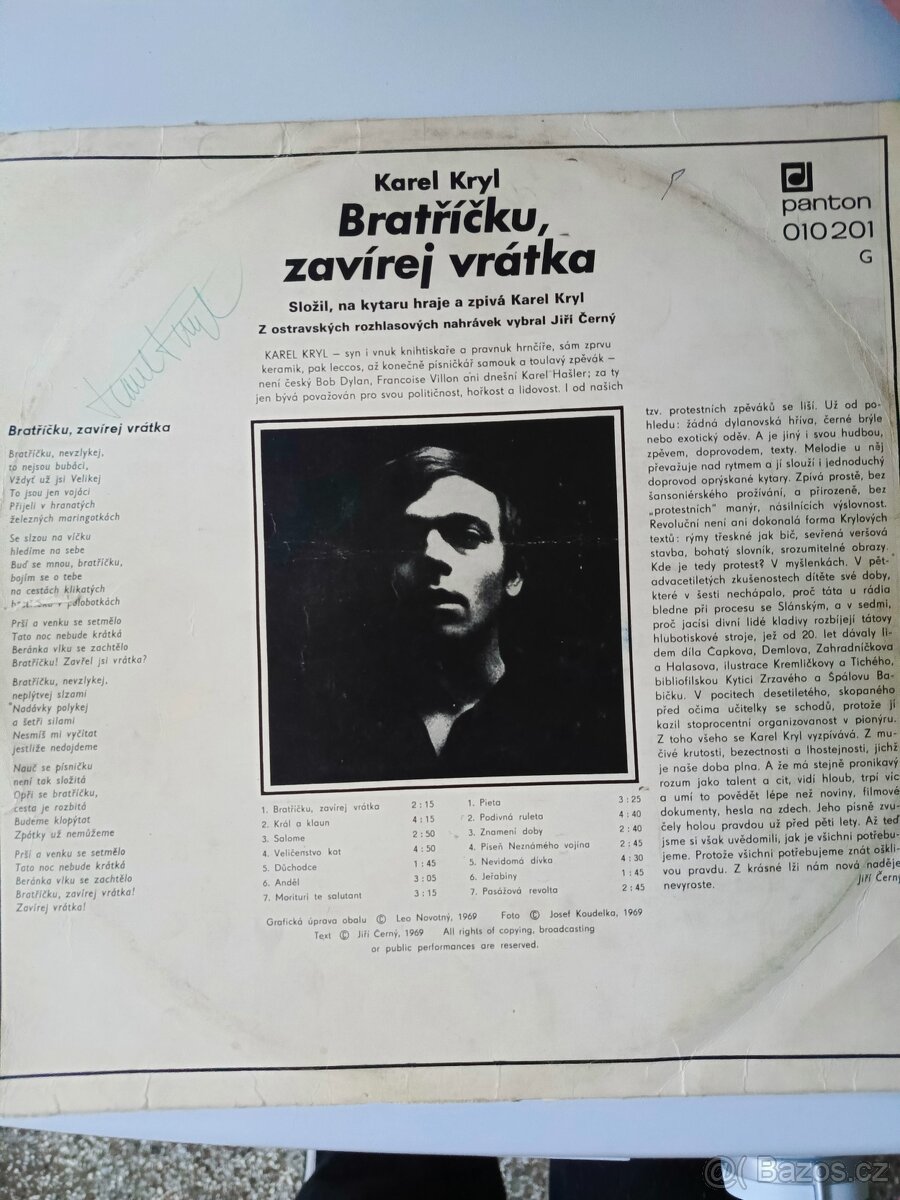 Karel Kryl
Bratříčku,
zavírej vrátka
Složil, na kytaru hraje a zpívá Karel Kryl
Z ostravských rozhlasových nahrávek vybral Jiří Černý
panton
010 201
G
Karel Kryl
KAREL KRYL – syn i vnuk knihtiskaře a pravnuk hrnčíře, sám zprvu
keramik, pak leccos, až konečně písničkář samouk a toulavý zpěvák –
není český Bob Dylan, Francoise Villon ani dnešní Karel Hašler; za ty
jen bývá považován pro svou političnost, hořkost a lidovost. I od našich
tzv. protestních zpěváků se liší. Už od po-
hledu: žádná dylanovská hříva, černé brýle
nebo exotický oděv. A je jiný i svou hudbou,
zpěvem, doprovodem, texty. Melodie u něj
převažuje nad rytmem a jí slouží i jednoduchý
doprovod oprýskané kytary. Zpívá prostě, bez
šansoniérského prožívání, a přirozeně, bez
„protestních" manýr, násilnících výslovnost.
Revoluční není ani dokonalá forma Krylových
textů: rýmy třeskné jak bič, sevřená veršová
stavba, bohatý slovník, srozumitelné obrazy.
Kde je tedy protest? V myšlenkách. V pět-
advacetiletých zkušenostech dítěte své doby,
které v šesti nechápalo, proč táta u rádia
bledne při procesu se Slánským, a v sedmi,
proč jacísi divní lidé kladivy rozbíjejí tátovy
hlubotiskové stroje, jež od 20. let dávaly li-
dem díla Čapkova, Demlova, Zahradníčkova
a Halasova, ilustrace Kremličkovy a Tichého,
bibliofilskou Kytici Zrzavého a Špálovu Ba-
bičku. V pocitech desetiletého, skopaného
před očima učitelky se schodů, protože jí
kazil stoprocentní organizovanost v pionýru.
Z toho všeho se Karel Kryl vyzpívává. Z mu-
čivé krutosti, bezectnosti a lhostejnosti, jichž
je naše doba plna. A že má stejně pronikavý
rozum jako talent a cit, vidí hloub, trpí víc
a umí to povědět lépe než noviny, filmové
dokumenty, hesla na zdech. Jeho písně zvu-
čely holou pravdou už před pěti lety. Až teď
jsme si však uvědomili, jak je všichni potřebu-
jeme. Protože všichni potřebujeme znát oškli-
vou pravdu. Z krásné lži nám nová naděje
nevyroste.
Jiří Černý
Bratříčku, zavírej vrátka
Bratříčku, nevzlykej,
to nejsou bubáci,
Vždyť už jsi Velikej
To jsou jen vojáci
Přijeli v hranatých
železných maringotkách
Se slzou na víčku
hledíme na sebe
Buď se mnou, bratříčku,
bojím se o tebe
na cestách klikatých
v polobotkách
Prší a venku se setmělo
Tato noc nebude krátká
Beránka vlku se zachtělo
Bratříčku! Zavřel jsi vrátka?
Bratříčku, nevzlykej,
neplýtvej slzami
Nadávky polykej
a šetři silami
Nesmíš mi vyčítat
jestliže nedojdeme
Nauč se písničku
není tak složitá
Opři se bratříčku,
cesta je rozbitá
Budeme klopýtat
Zpátky už nemůžeme
Prší a venku se setmělo
Tato noc nebude krátká
Beránka vlku se zachtělo
Bratříčku, zavírej vrátka!
Zavírej vrátka!
1. Bratříčku, zavírej vrátka 2 : 15
2. Král a klaun 4 : 15
3. Salome 2 : 50
4. Veličenstvo kat 4 : 50
5. Důchodce 1 : 45
6. Anděl 3 : 05
7. Morituri te salutant 3 : 15
1. Pieta 3 : 25
2. Podivná ruleta 4 : 40
3. Znamení doby 2 : 40
4. Píseň Neznámého vojína 2 : 45
5. Nevidomá dívka 4 : 30
6. Jeřabiny 1 : 45
7. Pasážová revolta 2 : 45
Grafická úprava obalu © Leo Novotný, 1969 Foto © Josef Koudelka, 1969
Text © Jiří Černý, 1969 All rights of copying, broadcasting
or public performances are reserved.
@ Bazos.cz